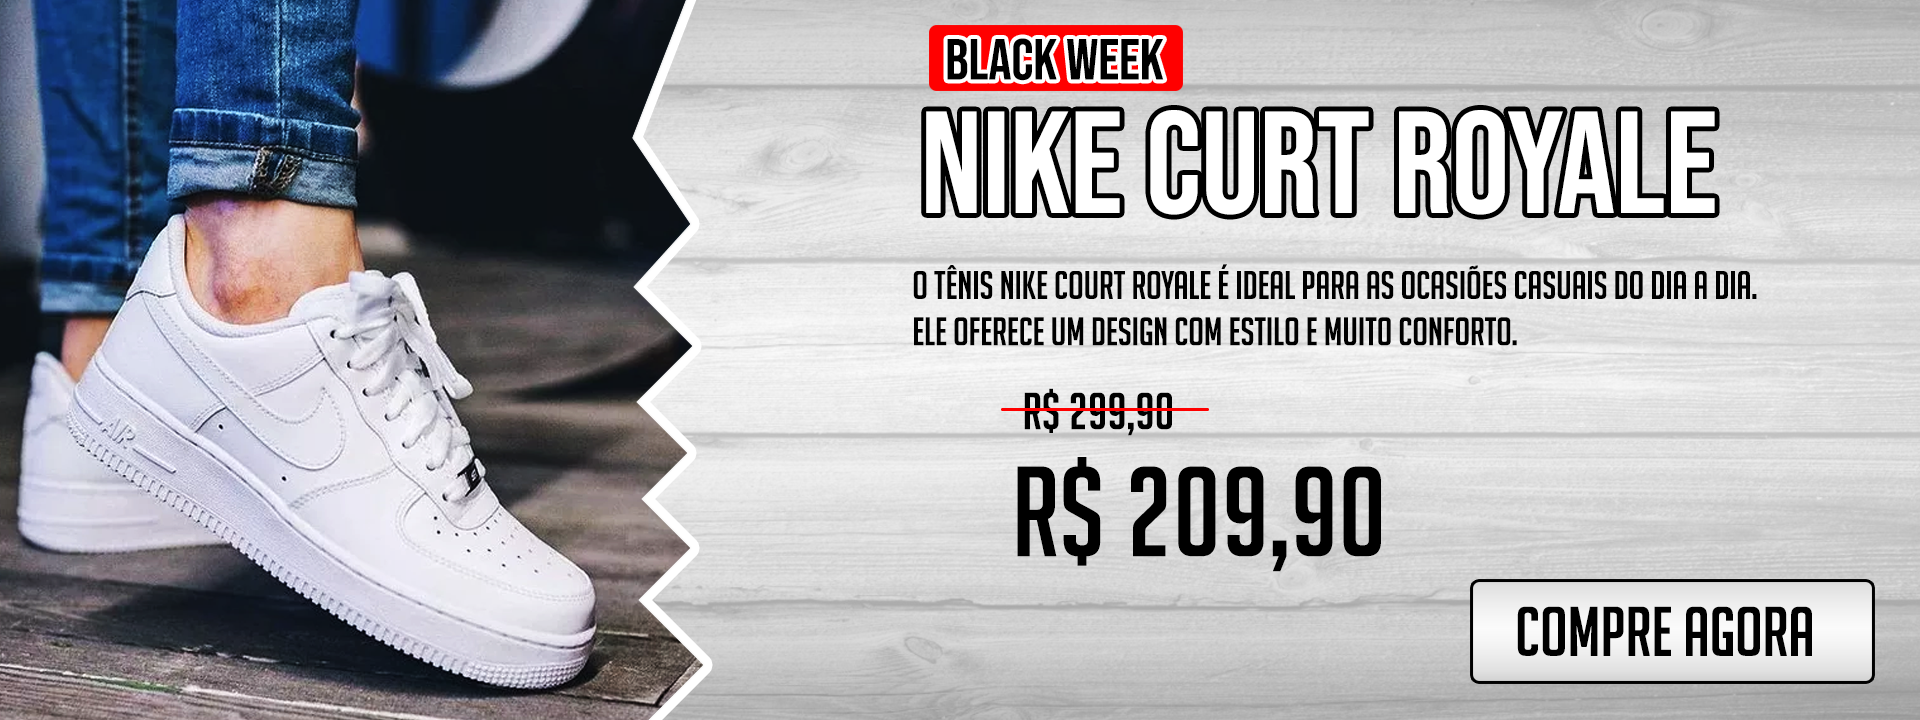 BLACK WEEK
NIKE CURT ROYALE
O TÊNIS NIKE COURT ROYALE É IDEAL PARA AS OCASIÕES CASUAIS DO DIA A DIA.
ELE OFERECE UM DESIGN COM ESTILO E MUITO CONFORTO.
R$ 299,90
R$ 209,90
COMPRE AGORA
AIR